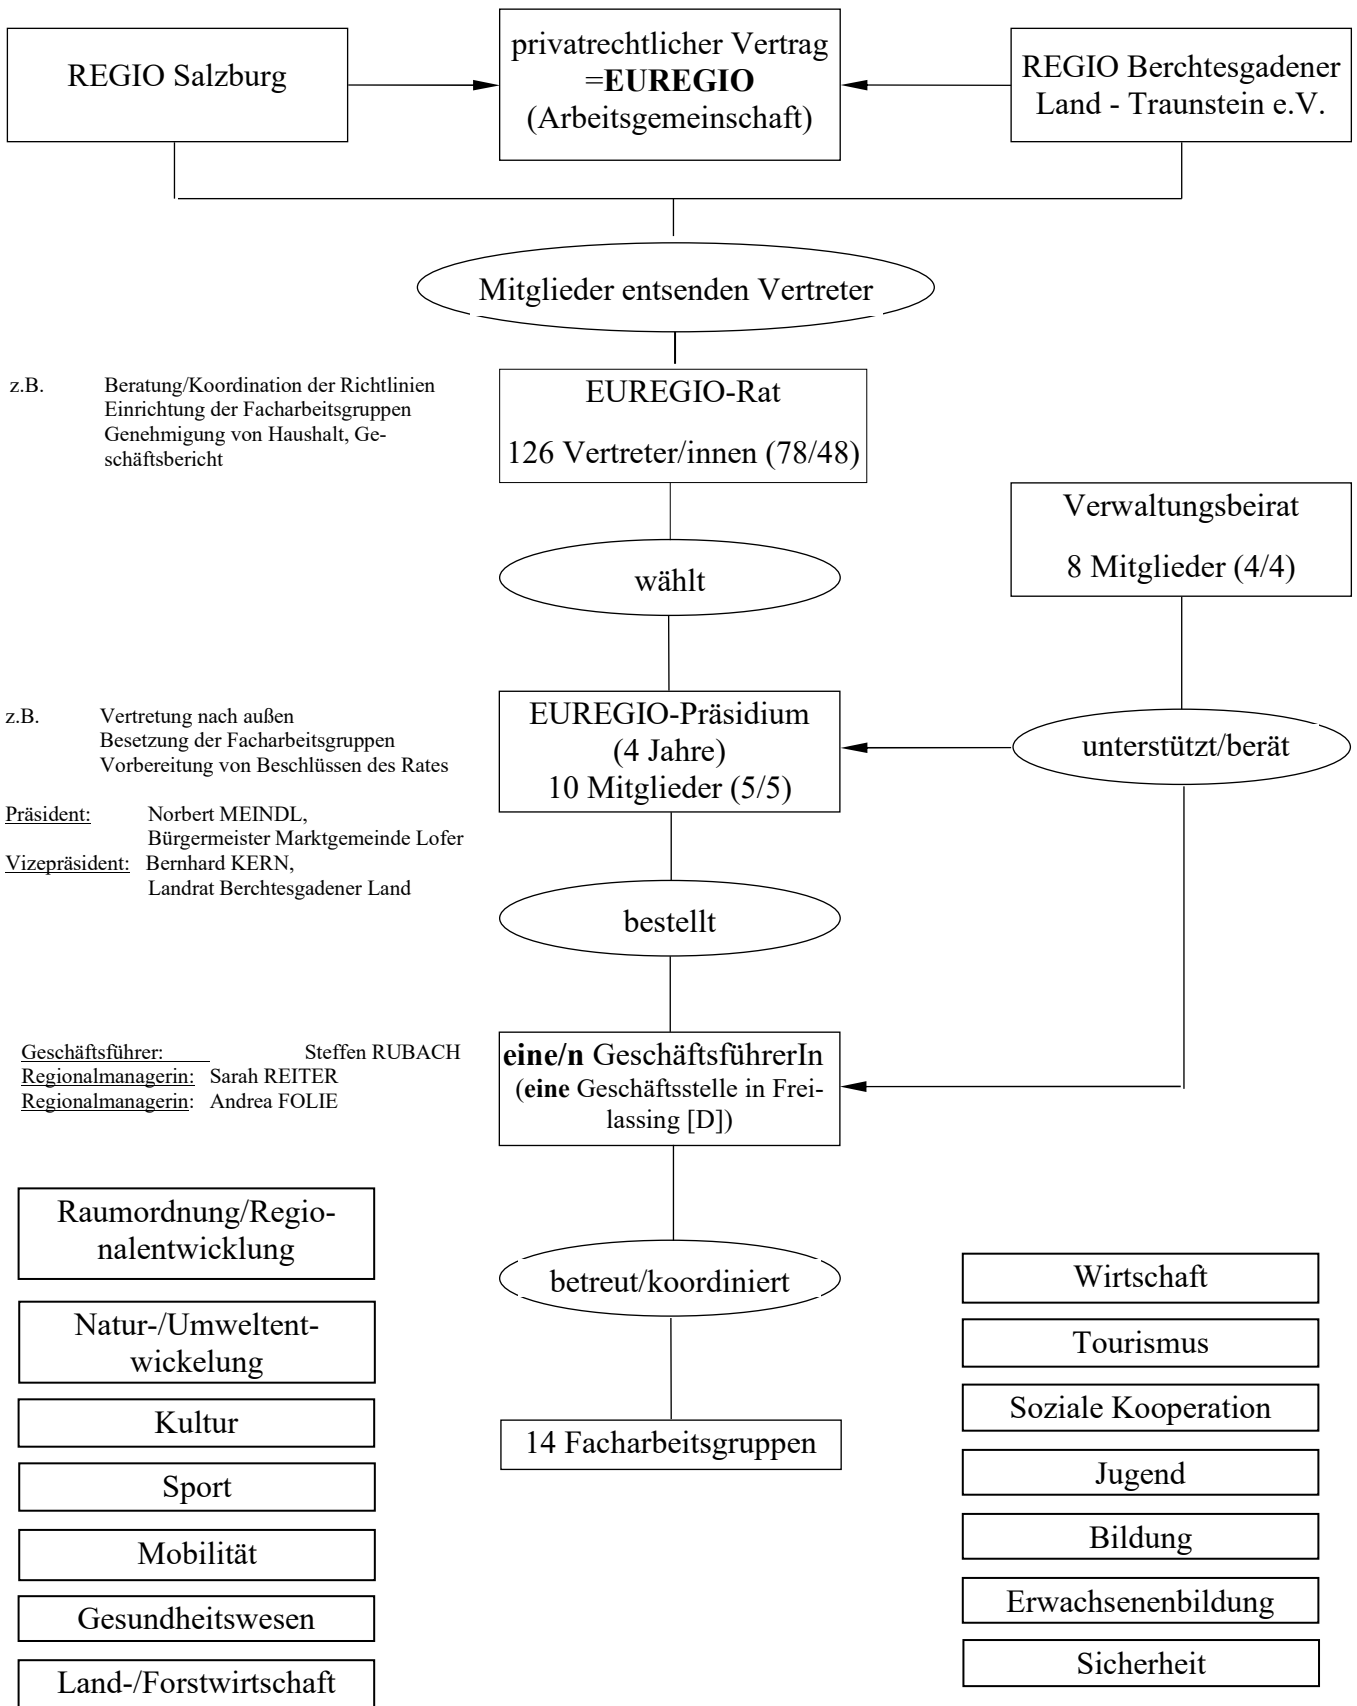 REGIO Salzburg
privatrechtlicher Vertrag
=EUREGIO
(Arbeitsgemeinschaft)
REGIO Berchtesgadener
Land - Traunstein e.V.
Mitglieder entsenden Vertreter
z.B. Beratung/Koordination der Richtlinien
Einrichtung der Facharbeitsgruppen
Genehmigung von Haushalt, Ge-
schäftsbericht
EUREGIO-Rat
126 Vertreter/innen (78/48)
Verwaltungsbeirat
8 Mitglieder (4/4)
wählt
z.B. Vertretung nach außen
Besetzung der Facharbeitsgruppen
Vorbereitung von Beschlüssen des Rates
EUREGIO-Präsidium
(4 Jahre)
10 Mitglieder (5/5)
unterstützt/berät
Präsident: Norbert MEINDL,
Bürgermeister Marktgemeinde Lofer
Vizepräsident: Bernhard KERN,
Landrat Berchtesgadener Land
bestellt
Geschäftsführer: Steffen RUBACH
Regionalmanagerin: Sarah REITER
Regionalmanagerin: Andrea FOLIE
eine/n GeschäftsführerIn
(eine Geschäftsstelle in Frei-
lassing [D])
betreut/koordiniert
14 Facharbeitsgruppen
Raumordnung/Regio-
nalentwicklung
Natur-/Umweltent-
wickelung
Kultur
Sport
Mobilität
Gesundheitswesen
Land-/Forstwirtschaft
Wirtschaft
Tourismus
Soziale Kooperation
Jugend
Bildung
Erwachsenenbildung
Sicherheit